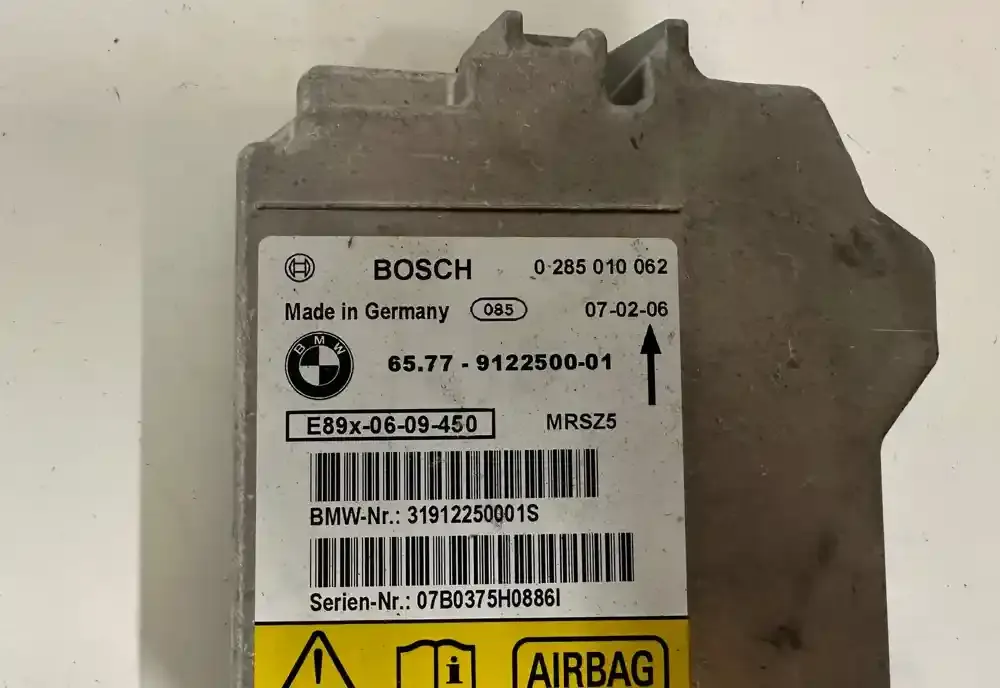 BOSCH 0 285 010 062
Made in Germany 085 07-02-06
BMW 65.77 - 9122500-01
E89x-06-09-450 MRSZ5
BMW-Nr.: 31912250001S
Serien-Nr.: 07B0375H0886I
AIRBAG